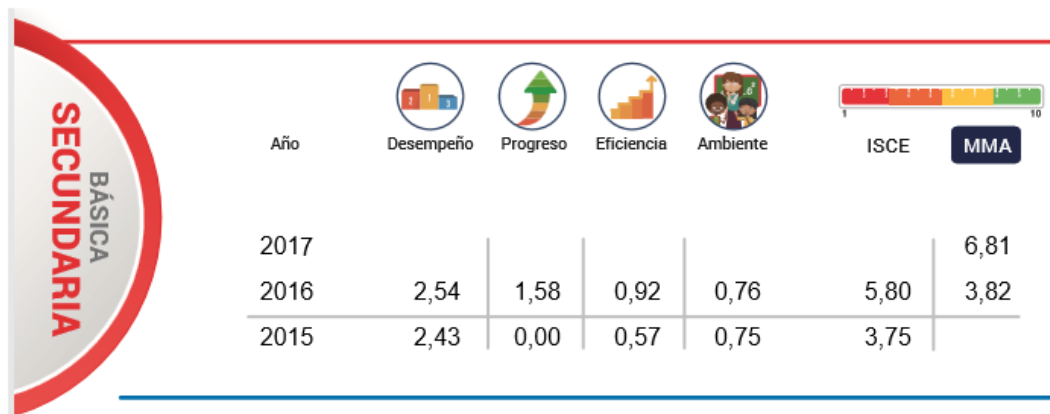 BÁSICA
SECUNDARIA
Año Desempeño Progreso Eficiencia Ambiente ISCE MMA
1 10
2017 6,81
2016 2,54 1,58 0,92 0,76 5,80 3,82
2015 2,43 0,00 0,57 0,75 3,75